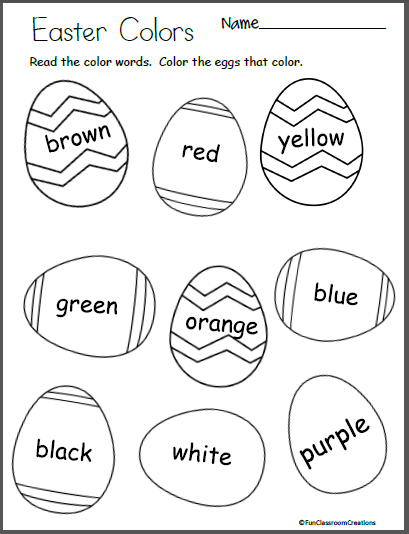 Easter Colors Name
Read the color words. Color the eggs that color.
brown
red
yellow
green
orange
blue
black
white
purple
©FunClassroomCreations